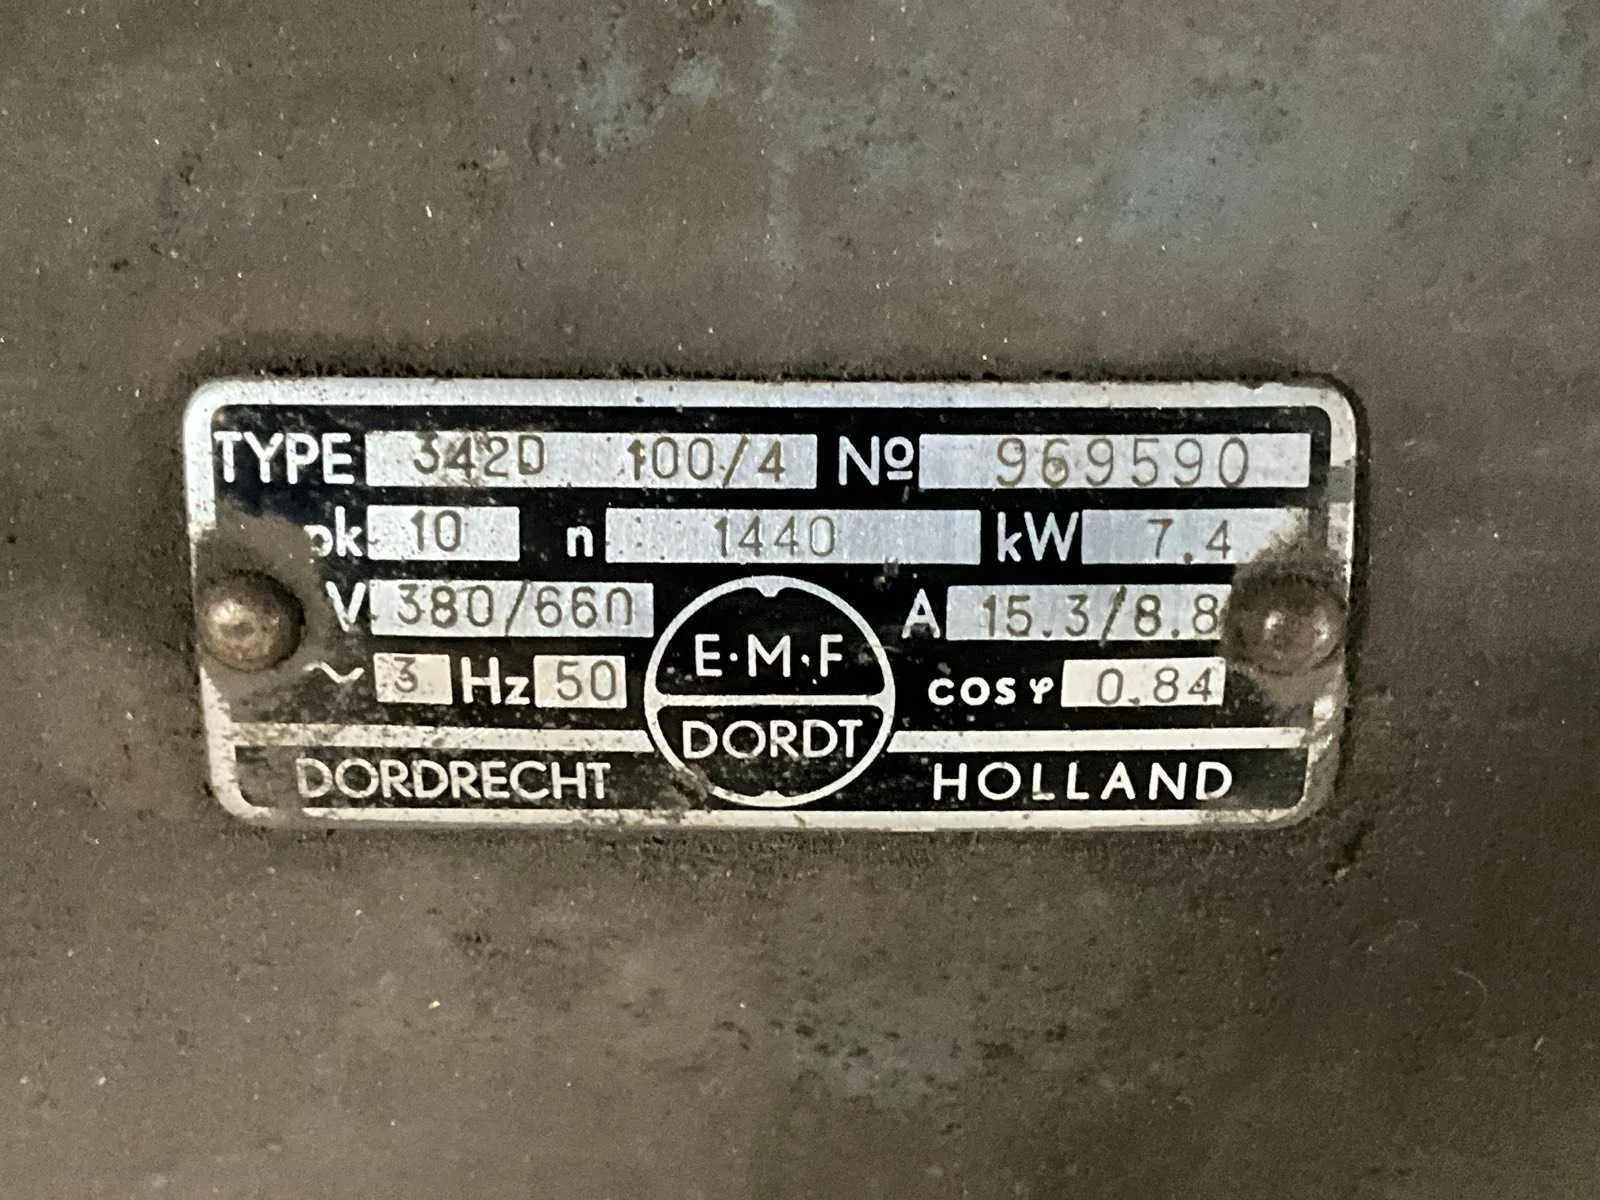 TYPE 342D 100/4 Nº 969590
pk 10 n 1440 kW 7.4
V 380/660 A 15.3/8.8
~ 3 Hz 50 cos φ 0.84
E·M·F
DORDT
DORDRECHT HOLLAND